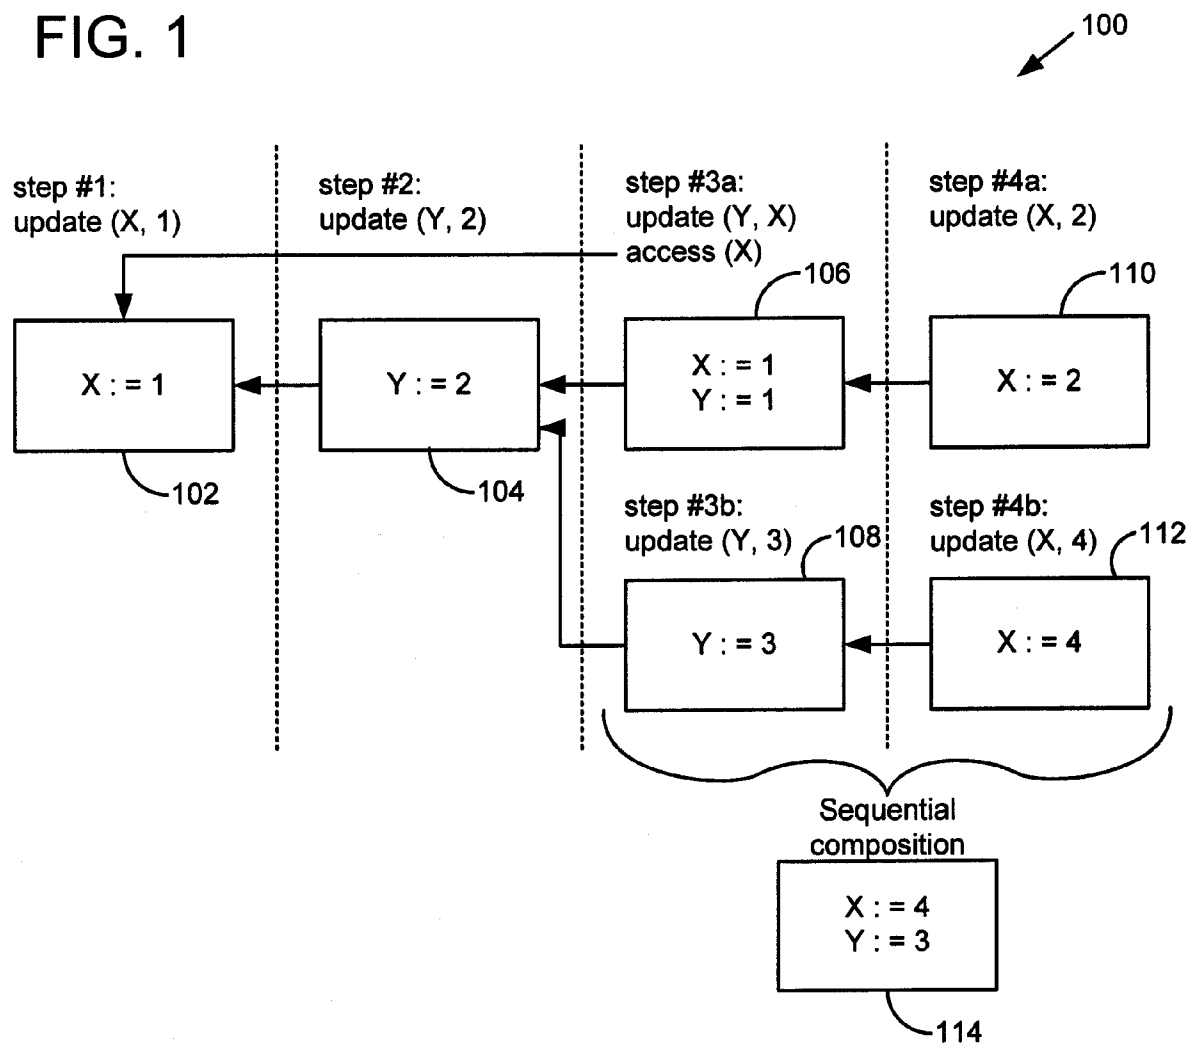 FIG. 1
100
step #1:
update (X, 1)
step #2:
update (Y, 2)
step #3a:
update (Y, X)
access (X)
step #4a:
update (X, 2)
106
110
X : = 1
Y : = 2
X : = 1
Y : = 1
X : = 2
102
104
step #3b:
update (Y, 3)
108
step #4b:
update (X, 4)
112
Y : = 3
X : = 4
Sequential
composition
X : = 4
Y : = 3
114